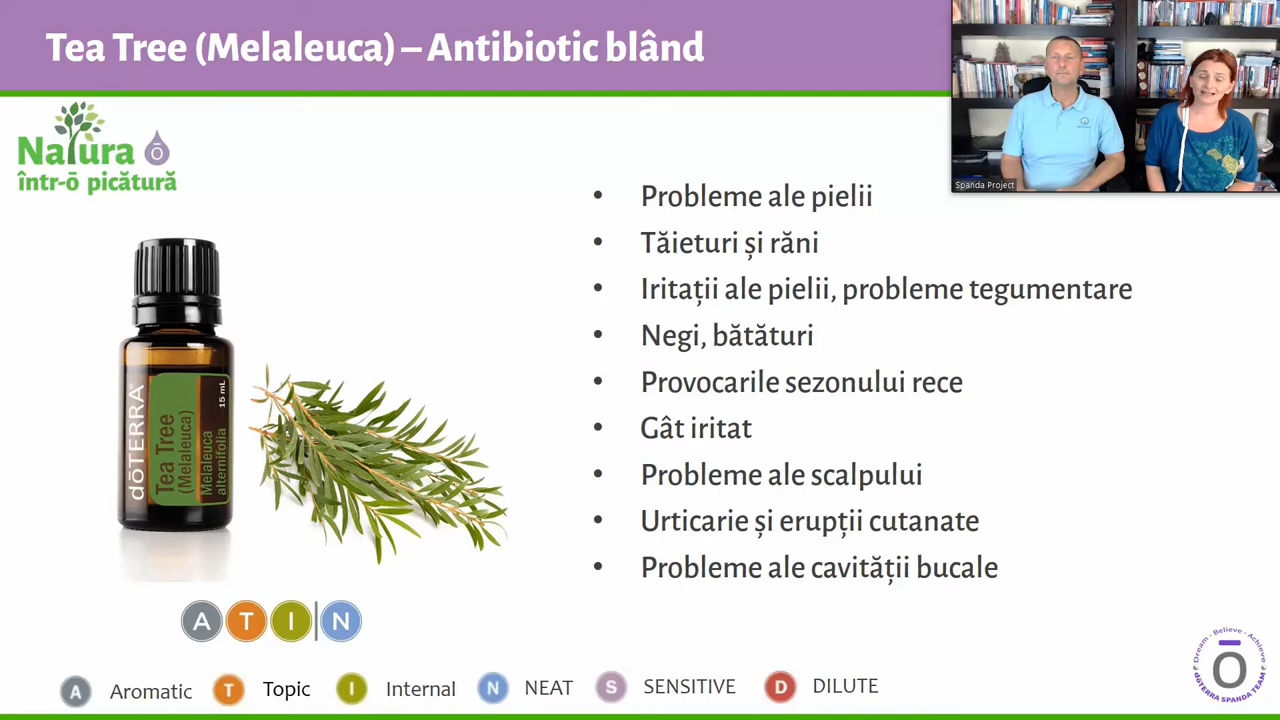 Tea Tree (Melaleuca) – Antibiotic blând
Natura ō
într-ō picătură
Spanda Project
• Probleme ale pielii
• Tăieturi și răni
• Iritații ale pielii, probleme tegumentare
• Negi, bătături
• Provocarile sezonului rece
• Gât iritat
• Probleme ale scalpului
• Urticarie și erupții cutanate
• Probleme ale cavității bucale
dōTERRA
Tea Tree
(Melaleuca)
Melaleuca
alternifolia
15 mL
A T I N
A Aromatic T Topic I Internal N NEAT S SENSITIVE D DILUTE
Dream - Believe - Achieve
ō
dōTERRA SPANDA TEAM